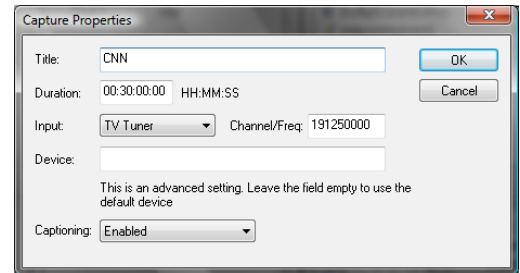 Capture Properties
Title: CNN OK
Duration: 00:30:00:00 HH:MM:SS Cancel
Input: TV Tuner Channel/Freq: 191250000
Device:
This is an advanced setting. Leave the field empty to use the
default device
Captioning: Enabled